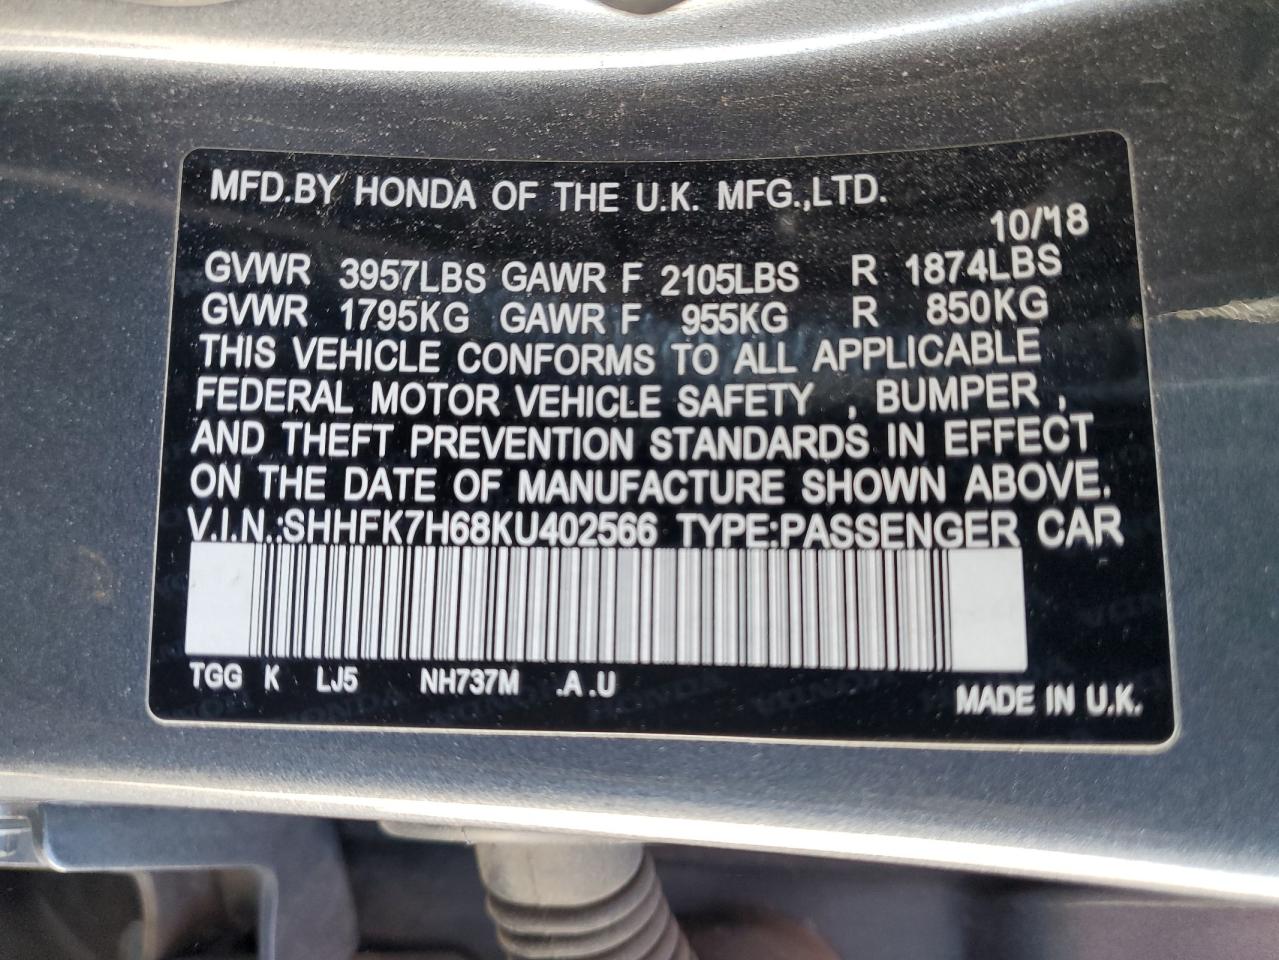 MFD.BY HONDA OF THE U.K. MFG.,LTD.
10/'18
GVWR 3957LBS GAWR F 2105LBS R 1874LBS
GVWR 1795KG GAWR F 955KG R 850KG
THIS VEHICLE CONFORMS TO ALL APPLICABLE
FEDERAL MOTOR VEHICLE SAFETY , BUMPER ,
AND THEFT PREVENTION STANDARDS IN EFFECT
ON THE DATE OF MANUFACTURE SHOWN ABOVE.
V.I.N.:SHHFK7H68KU402566 TYPE:PASSENGER CAR
TGG K LJ5 NH737M .A .U
MADE IN U.K.